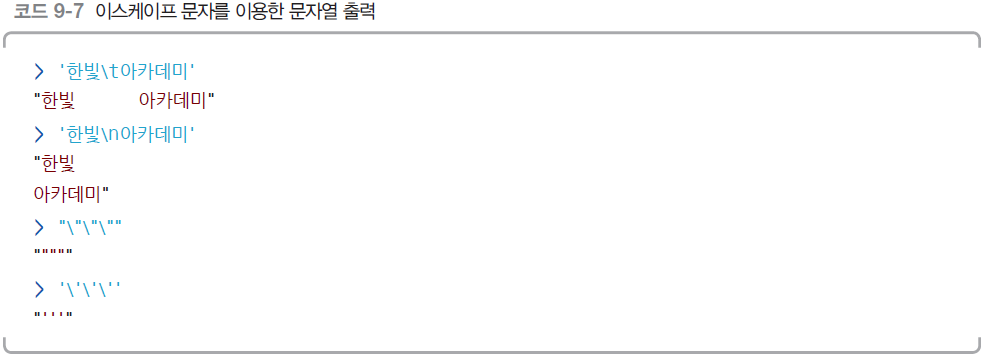 코드 9-7 이스케이프 문자를 이용한 문자열 출력
> '한빛\t아카데미'
"한빛 아카데미"
> '한빛\n아카데미'
"한빛
아카데미"
> "\"\"\""
"""""
> '\'\'\''
"'''"